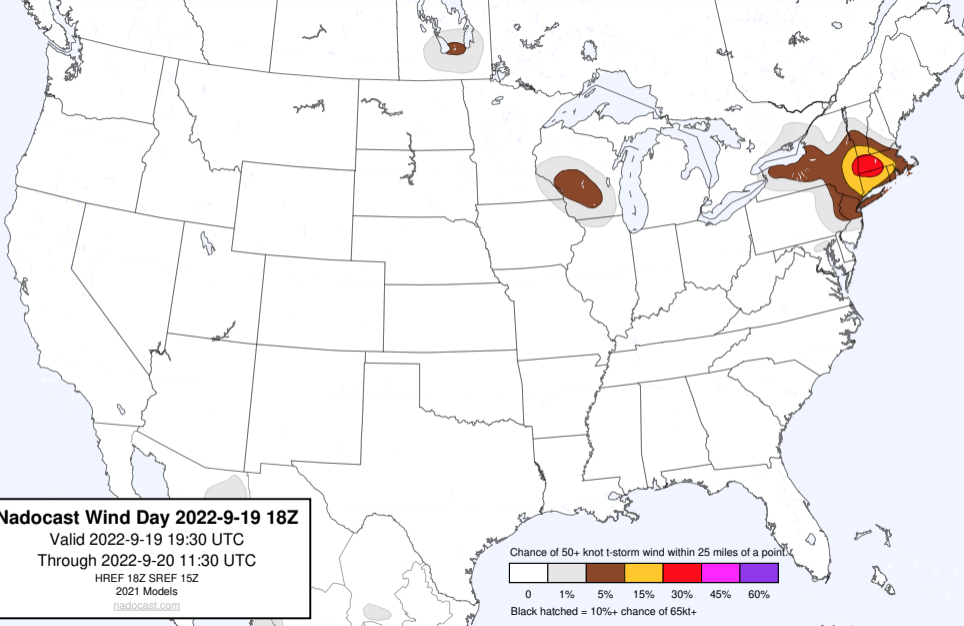 Nadocast Wind Day 2022-9-19 18Z
Valid 2022-9-19 19:30 UTC
Through 2022-9-20 11:30 UTC
HREF 18Z SREF 15Z
2021 Models
nadocast.com
Chance of 50+ knot t-storm wind within 25 miles of a point.
0 1% 5% 15% 30% 45% 60%
Black hatched = 10%+ chance of 65kt+